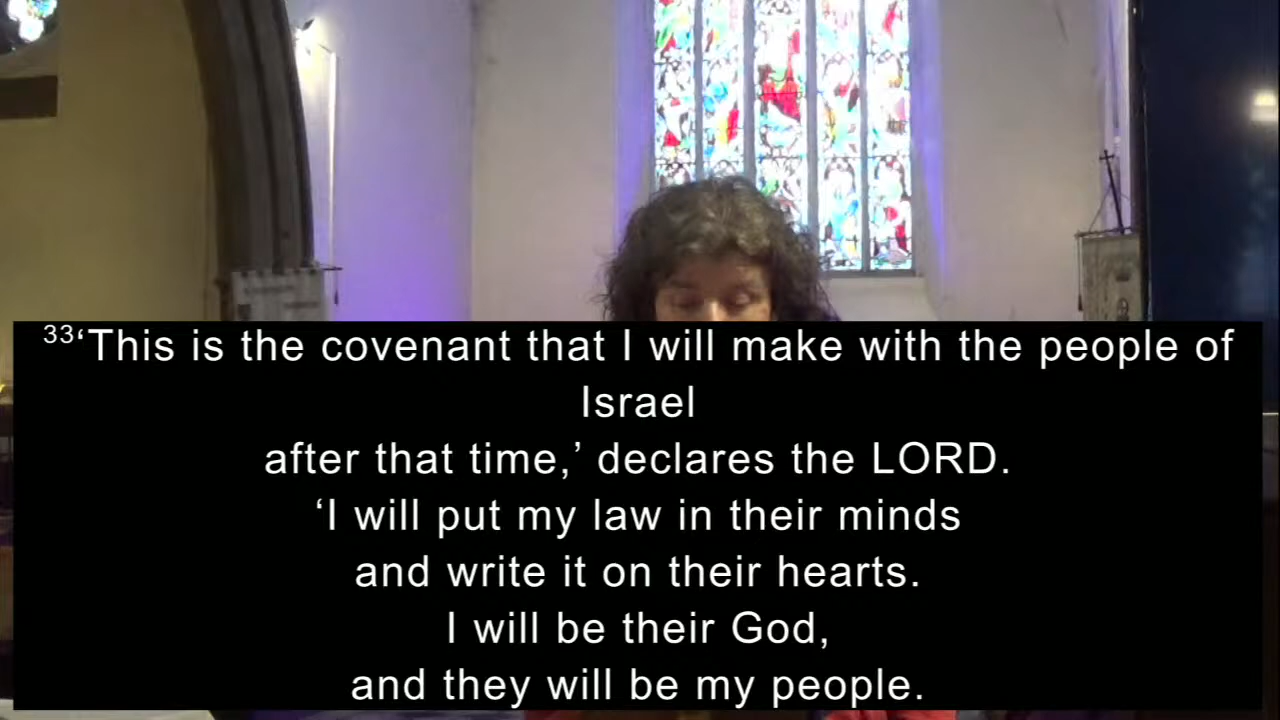 33‘This is the covenant that I will make with the people of
Israel
after that time,’ declares the LORD.
‘I will put my law in their minds
and write it on their hearts.
I will be their God,
and they will be my people.